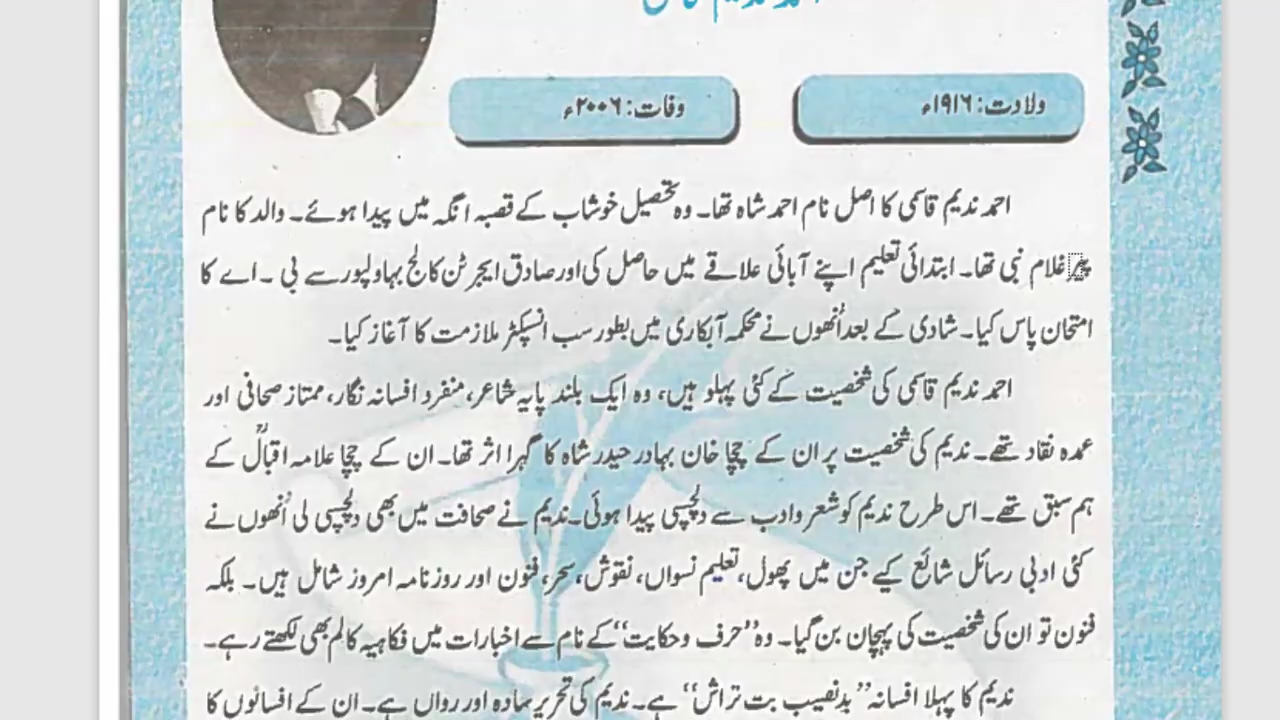 ولادت: ۱۹۱۶ء
وفات: ۲۰۰۶ء
احمد ندیم قاسمی کا اصل نام احمد شاہ تھا۔ وہ تحصیل خوشاب کے قصبہ انگہ میں پیدا ہوئے۔ والد کا نام
پیر غلام نبی تھا۔ ابتدائی تعلیم اپنے آبائی علاقے میں حاصل کی اور صادق ایجرٹن کالج بہاولپور سے بی ۔ اے کا
امتحان پاس کیا۔ شادی کے بعد اُنھوں نے محکمہ آبکاری میں بطور سب انسپکٹر ملازمت کا آغاز کیا۔
احمد ندیم قاسمی کی شخصیت کے کئی پہلو ہیں، وہ ایک بلند پایہ شاعر، منفرد افسانہ نگار، ممتاز صحافی اور
عمدہ نقاد تھے۔ ندیم کی شخصیت پر ان کے چچا خان بہادر حیدر شاہ کا گہرا اثر تھا۔ ان کے چچا علامہ اقبالؒ کے
ہم سبق تھے۔ اس طرح ندیم کو شعر و ادب سے دلچسپی پیدا ہوئی۔ ندیم نے صحافت میں بھی دلچسپی لی اُنھوں نے
کئی ادبی رسائل شائع کیے جن میں پھول، تعلیم نسواں، نقوش، سحر، فنون اور روزنامہ امروز شامل ہیں۔ بلکہ
فنون تو ان کی شخصیت کی پہچان بن گیا۔ وہ ”حرف و حکایت“ کے نام سے اخبارات میں فکاہیہ کالم بھی لکھتے رہے۔
ندیم کا پہلا افسانہ ”بدنصیب بت تراش“ ہے۔ ندیم کی تحریر سادہ اور رواں ہے۔ ان کے افسانوں کا